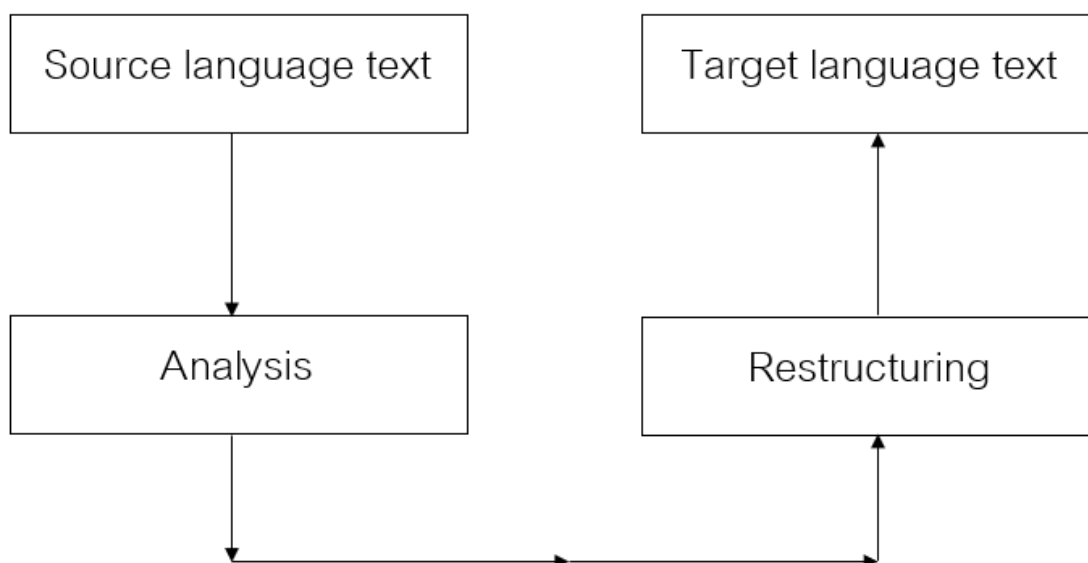 Source language text
Target language text
Analysis
Restructuring